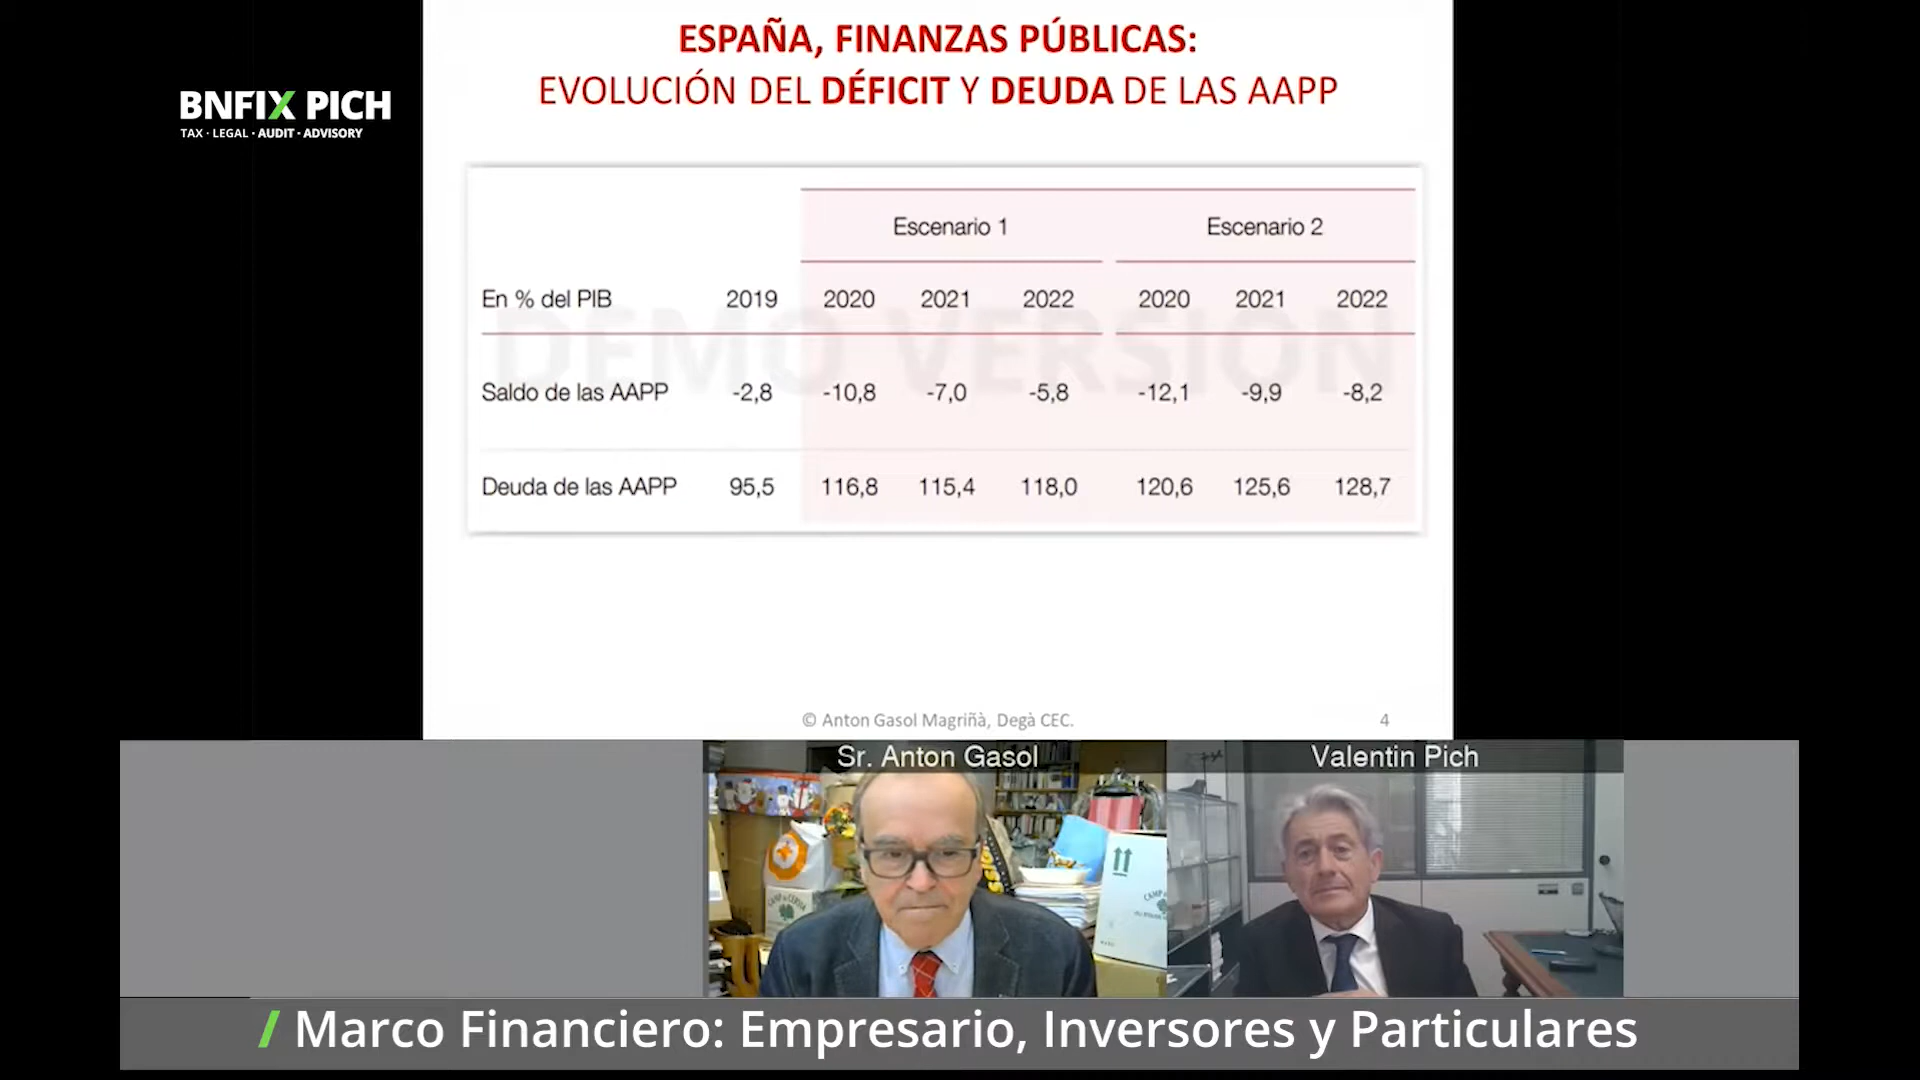 ESPAÑA, FINANZAS PÚBLICAS:
EVOLUCIÓN DEL DÉFICIT Y DEUDA DE LAS AAPP
BNFIX PICH
TAX · LEGAL · AUDIT · ADVISORY
Escenario 1 Escenario 2
En % del PIB 2019 2020 2021 2022 2020 2021 2022
DEMO VERSION
Saldo de las AAPP -2,8 -10,8 -7,0 -5,8 -12,1 -9,9 -8,2
Deuda de las AAPP 95,5 116,8 115,4 118,0 120,6 125,6 128,7
© Anton Gasol Magriñà, Degà CEC. 4
Sr. Anton Gasol Valentin Pich
/ Marco Financiero: Empresario, Inversores y Particulares